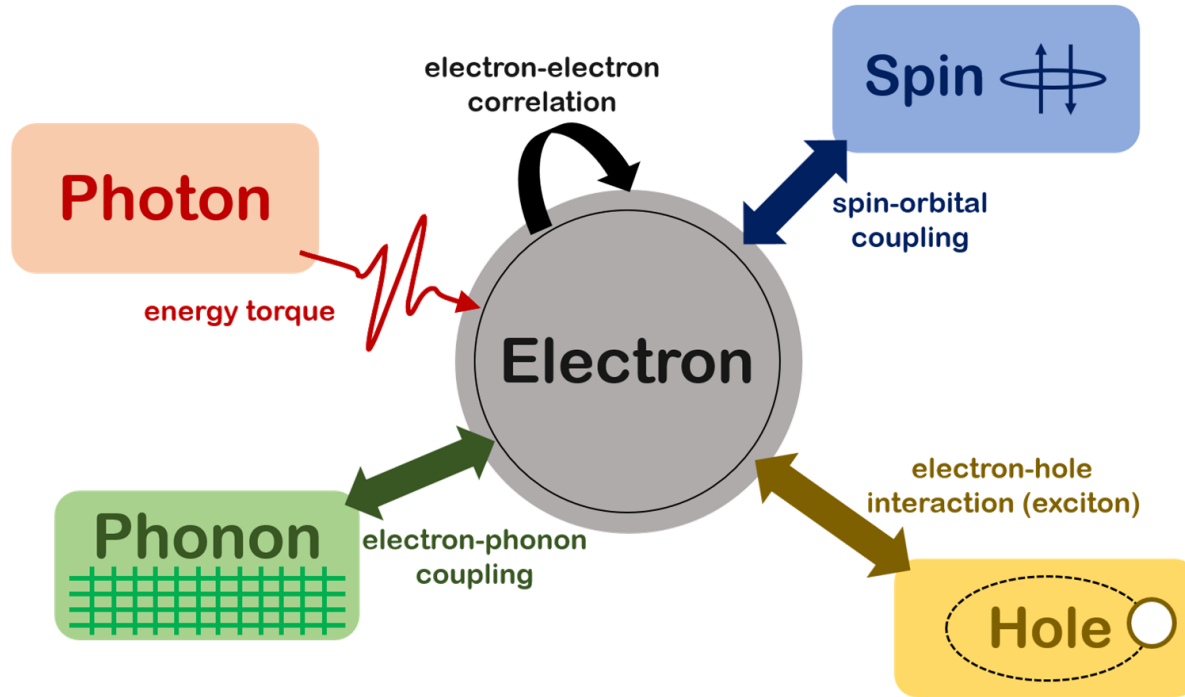 electron-electron
correlation
Spin
Photon
spin-orbital
coupling
energy torque
Electron
electron-hole
interaction (exciton)
Phonon
electron-phonon
coupling
Hole